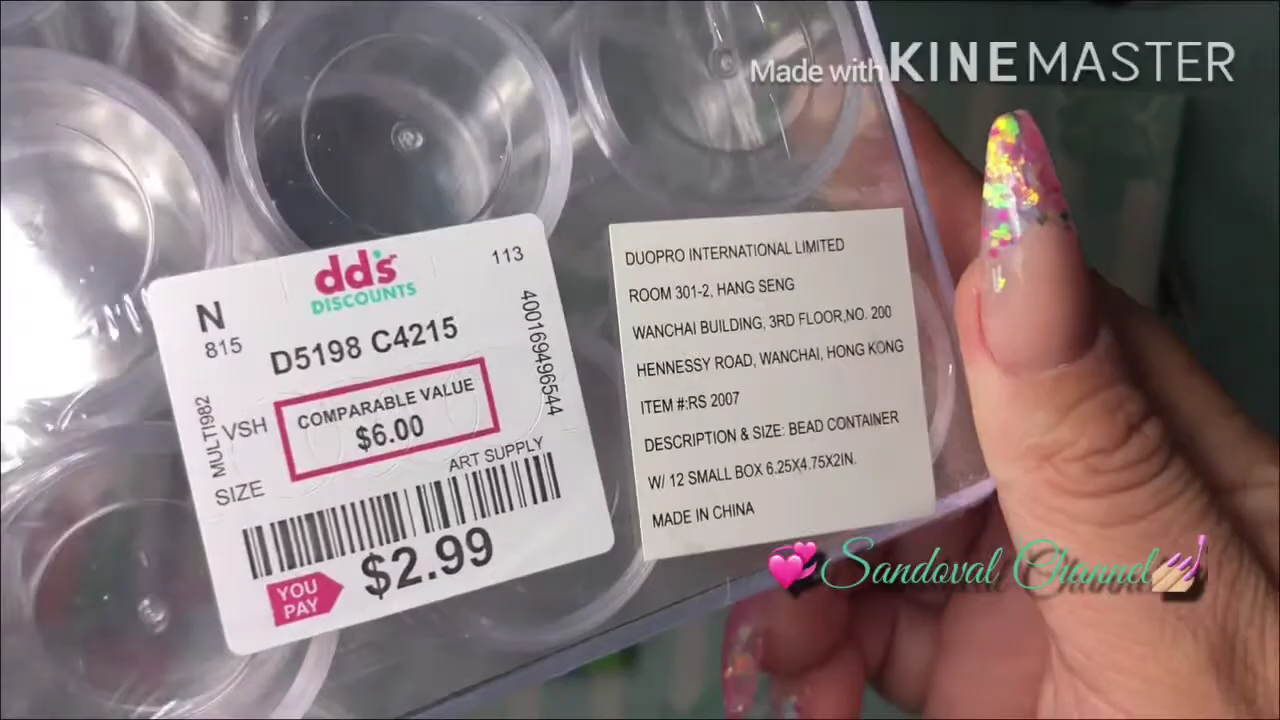 Made with KINEMASTER
dd's
DISCOUNTS
113
N
815
D5198 C4215
400169496544
MULTI982
VSH
COMPARABLE VALUE
$6.00
SIZE
ART SUPPLY
YOU
PAY
$2.99
DUOPRO INTERNATIONAL LIMITED
ROOM 301-2, HANG SENG
WANCHAI BUILDING, 3RD FLOOR,NO. 200
HENNESSY ROAD, WANCHAI, HONG KONG
ITEM #:RS 2007
DESCRIPTION & SIZE: BEAD CONTAINER
W/ 12 SMALL BOX 6.25X4.75X2IN.
MADE IN CHINA
💞Sandoval Channel💅